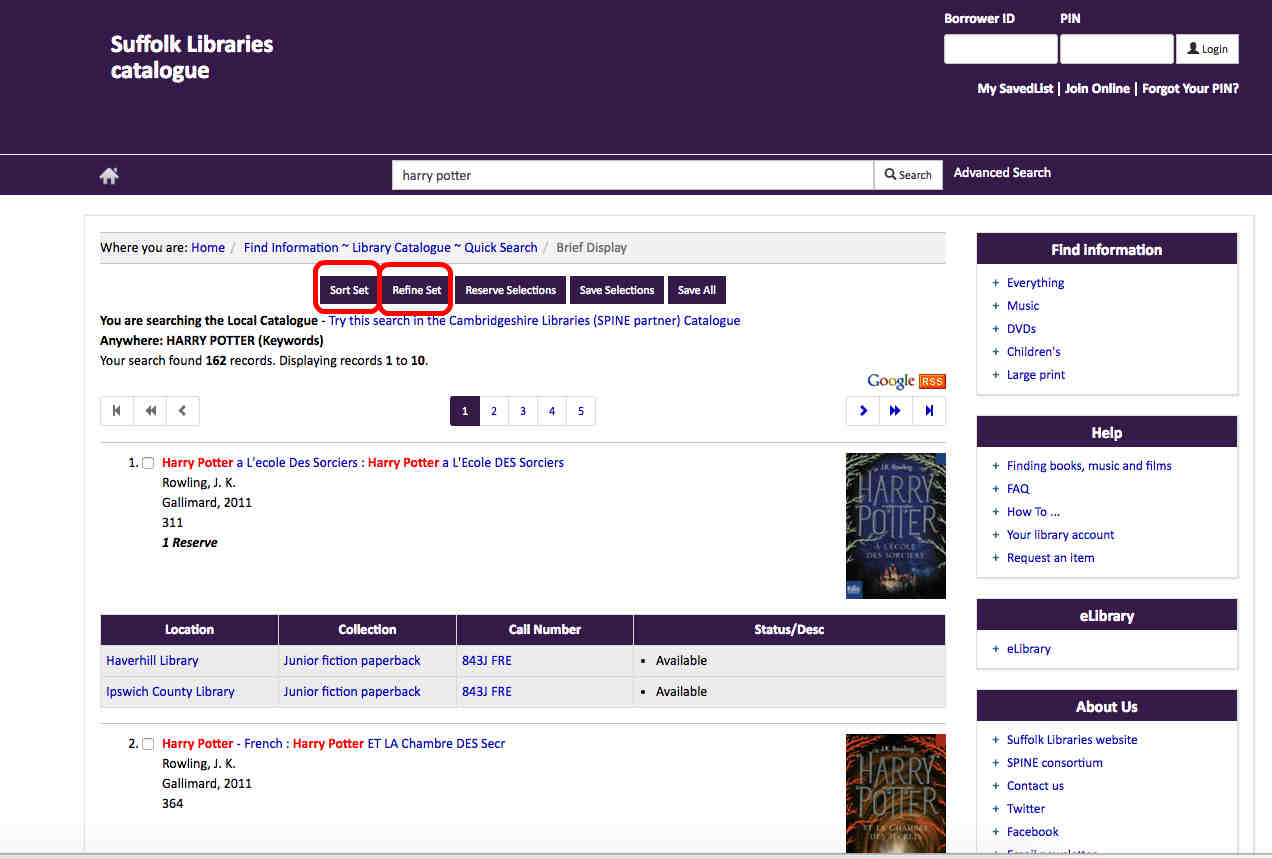 Suffolk Libraries
catalogue
Borrower ID PIN
Login
My SavedList | Join Online | Forgot Your PIN?
harry potter Search Advanced Search
Where you are: Home / Find Information ~ Library Catalogue ~ Quick Search / Brief Display
Sort Set Refine Set Reserve Selections Save Selections Save All
You are searching the Local Catalogue - Try this search in the Cambridgeshire Libraries (SPINE partner) Catalogue
Anywhere: HARRY POTTER (Keywords)
Your search found 162 records. Displaying records 1 to 10.
Google RSS
1 2 3 4 5
1. Harry Potter a L'ecole Des Sorciers : Harry Potter a L'Ecole DES Sorciers
Rowling, J. K.
Gallimard, 2011
311
1 Reserve
J.K. Rowling
HARRY
POTTER
À L'ÉCOLE
DES SORCIERS
Location Collection Call Number Status/Desc
Haverhill Library Junior fiction paperback 843J FRE • Available
Ipswich County Library Junior fiction paperback 843J FRE • Available
2. Harry Potter - French : Harry Potter ET LA Chambre DES Secr
Rowling, J. K.
Gallimard, 2011
364
J.K. Rowling
HARRY
POTTER
ET LA CHAMBRE
DES SECRETS
Find information
+ Everything
+ Music
+ DVDs
+ Children's
+ Large print
Help
+ Finding books, music and films
+ FAQ
+ How To ...
+ Your library account
+ Request an item
eLibrary
+ eLibrary
About Us
+ Suffolk Libraries website
+ SPINE consortium
+ Contact us
+ Twitter
+ Facebook
+ Email newsletter